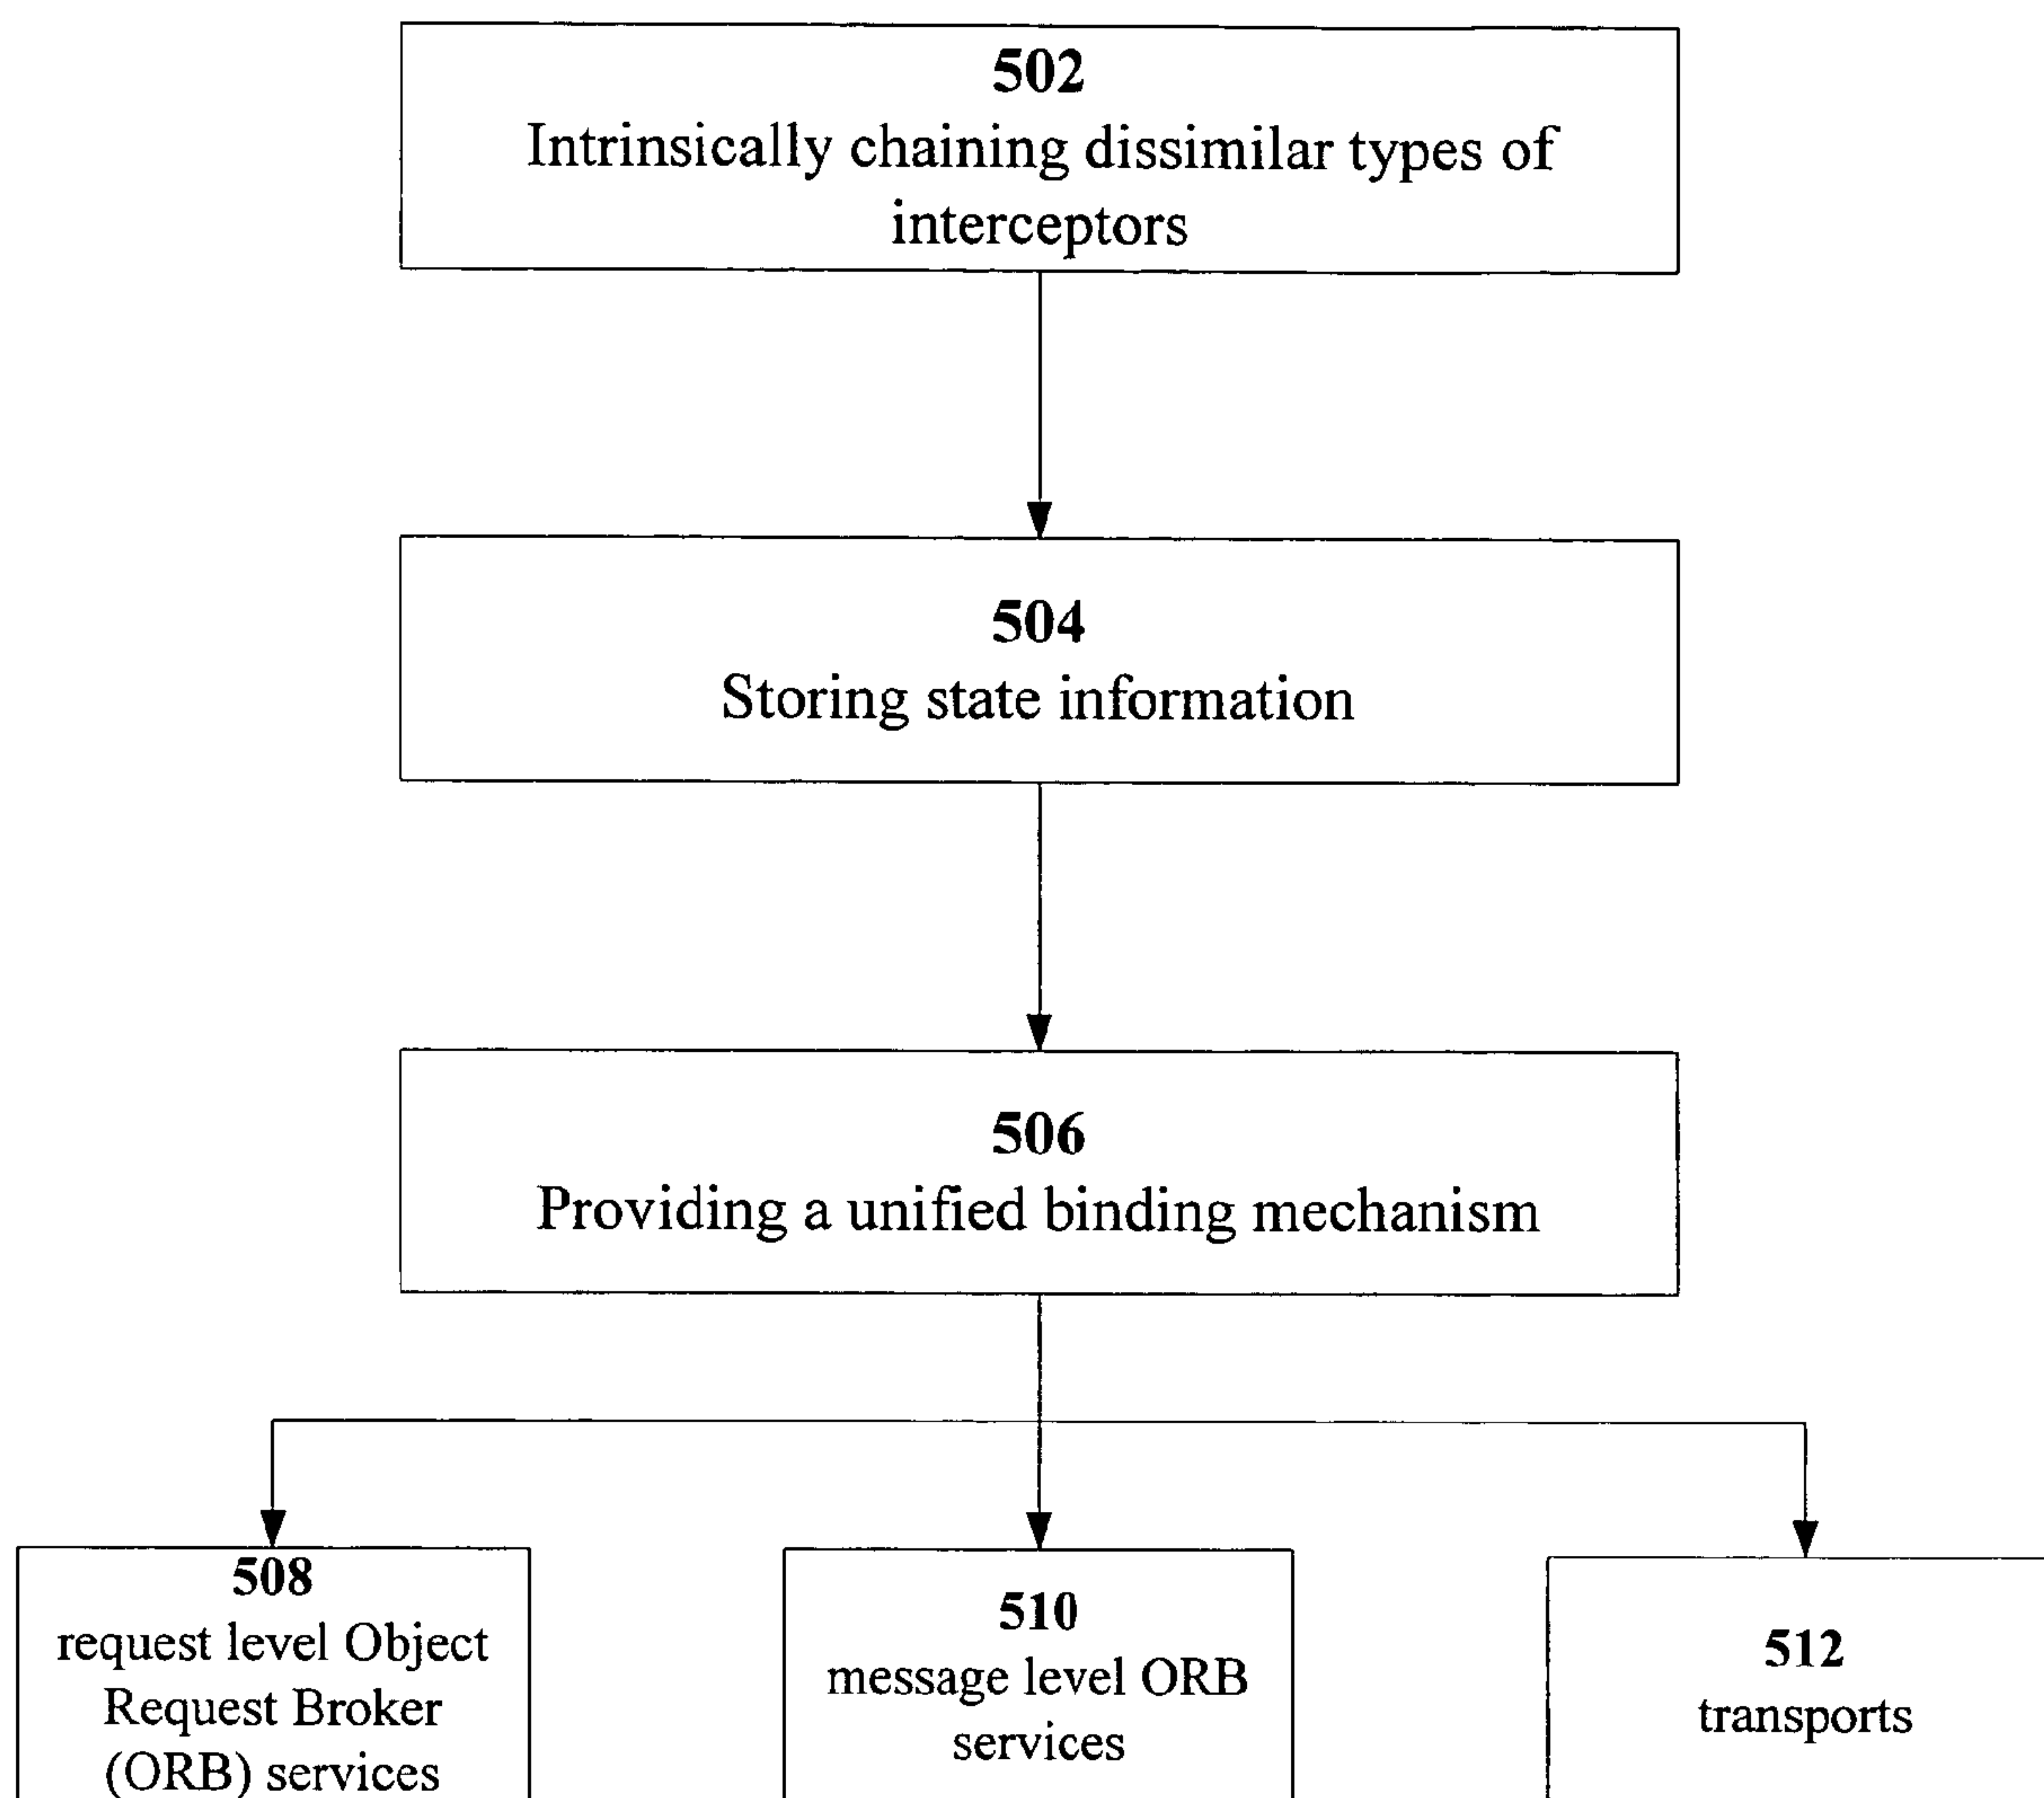 502
Intrinsically chaining dissimilar types of
interceptors
504
Storing state information
506
Providing a unified binding mechanism
508
request level Object
Request Broker
(ORB) services
510
message level ORB
services
512
transports